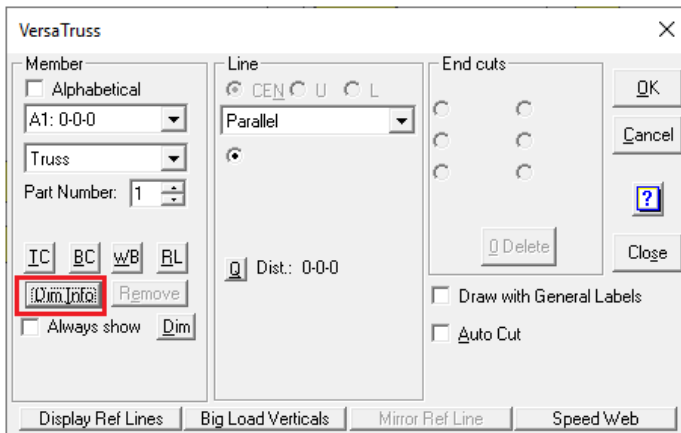 VersaTruss
Member
Alphabetical
A1: 0-0-0
Truss
Part Number: 1
TC BC WB RL
Dim Info Remove
Always show Dim
Line
CEN U L
Parallel
Q Dist.: 0-0-0
End cuts
0 Delete
Draw with General Labels
Auto Cut
OK
Cancel
?
Close
Display Ref Lines Big Load Verticals Mirror Ref Line Speed Web